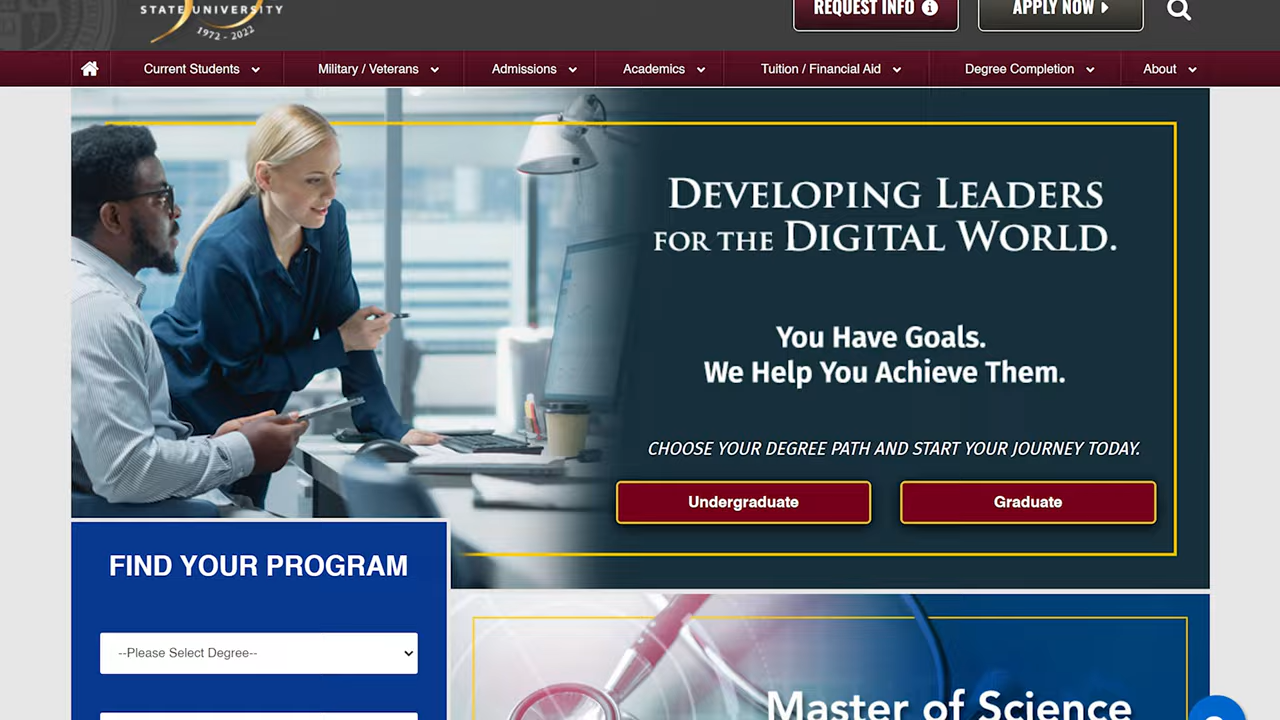 STATE UNIVERSITY
1972 - 2022
REQUEST INFO
APPLY NOW
Current Students
Military / Veterans
Admissions
Academics
Tuition / Financial Aid
Degree Completion
About
DEVELOPING LEADERS
FOR THE DIGITAL WORLD.
You Have Goals.
We Help You Achieve Them.
CHOOSE YOUR DEGREE PATH AND START YOUR JOURNEY TODAY.
Undergraduate
Graduate
FIND YOUR PROGRAM
--Please Select Degree--
Master of Science